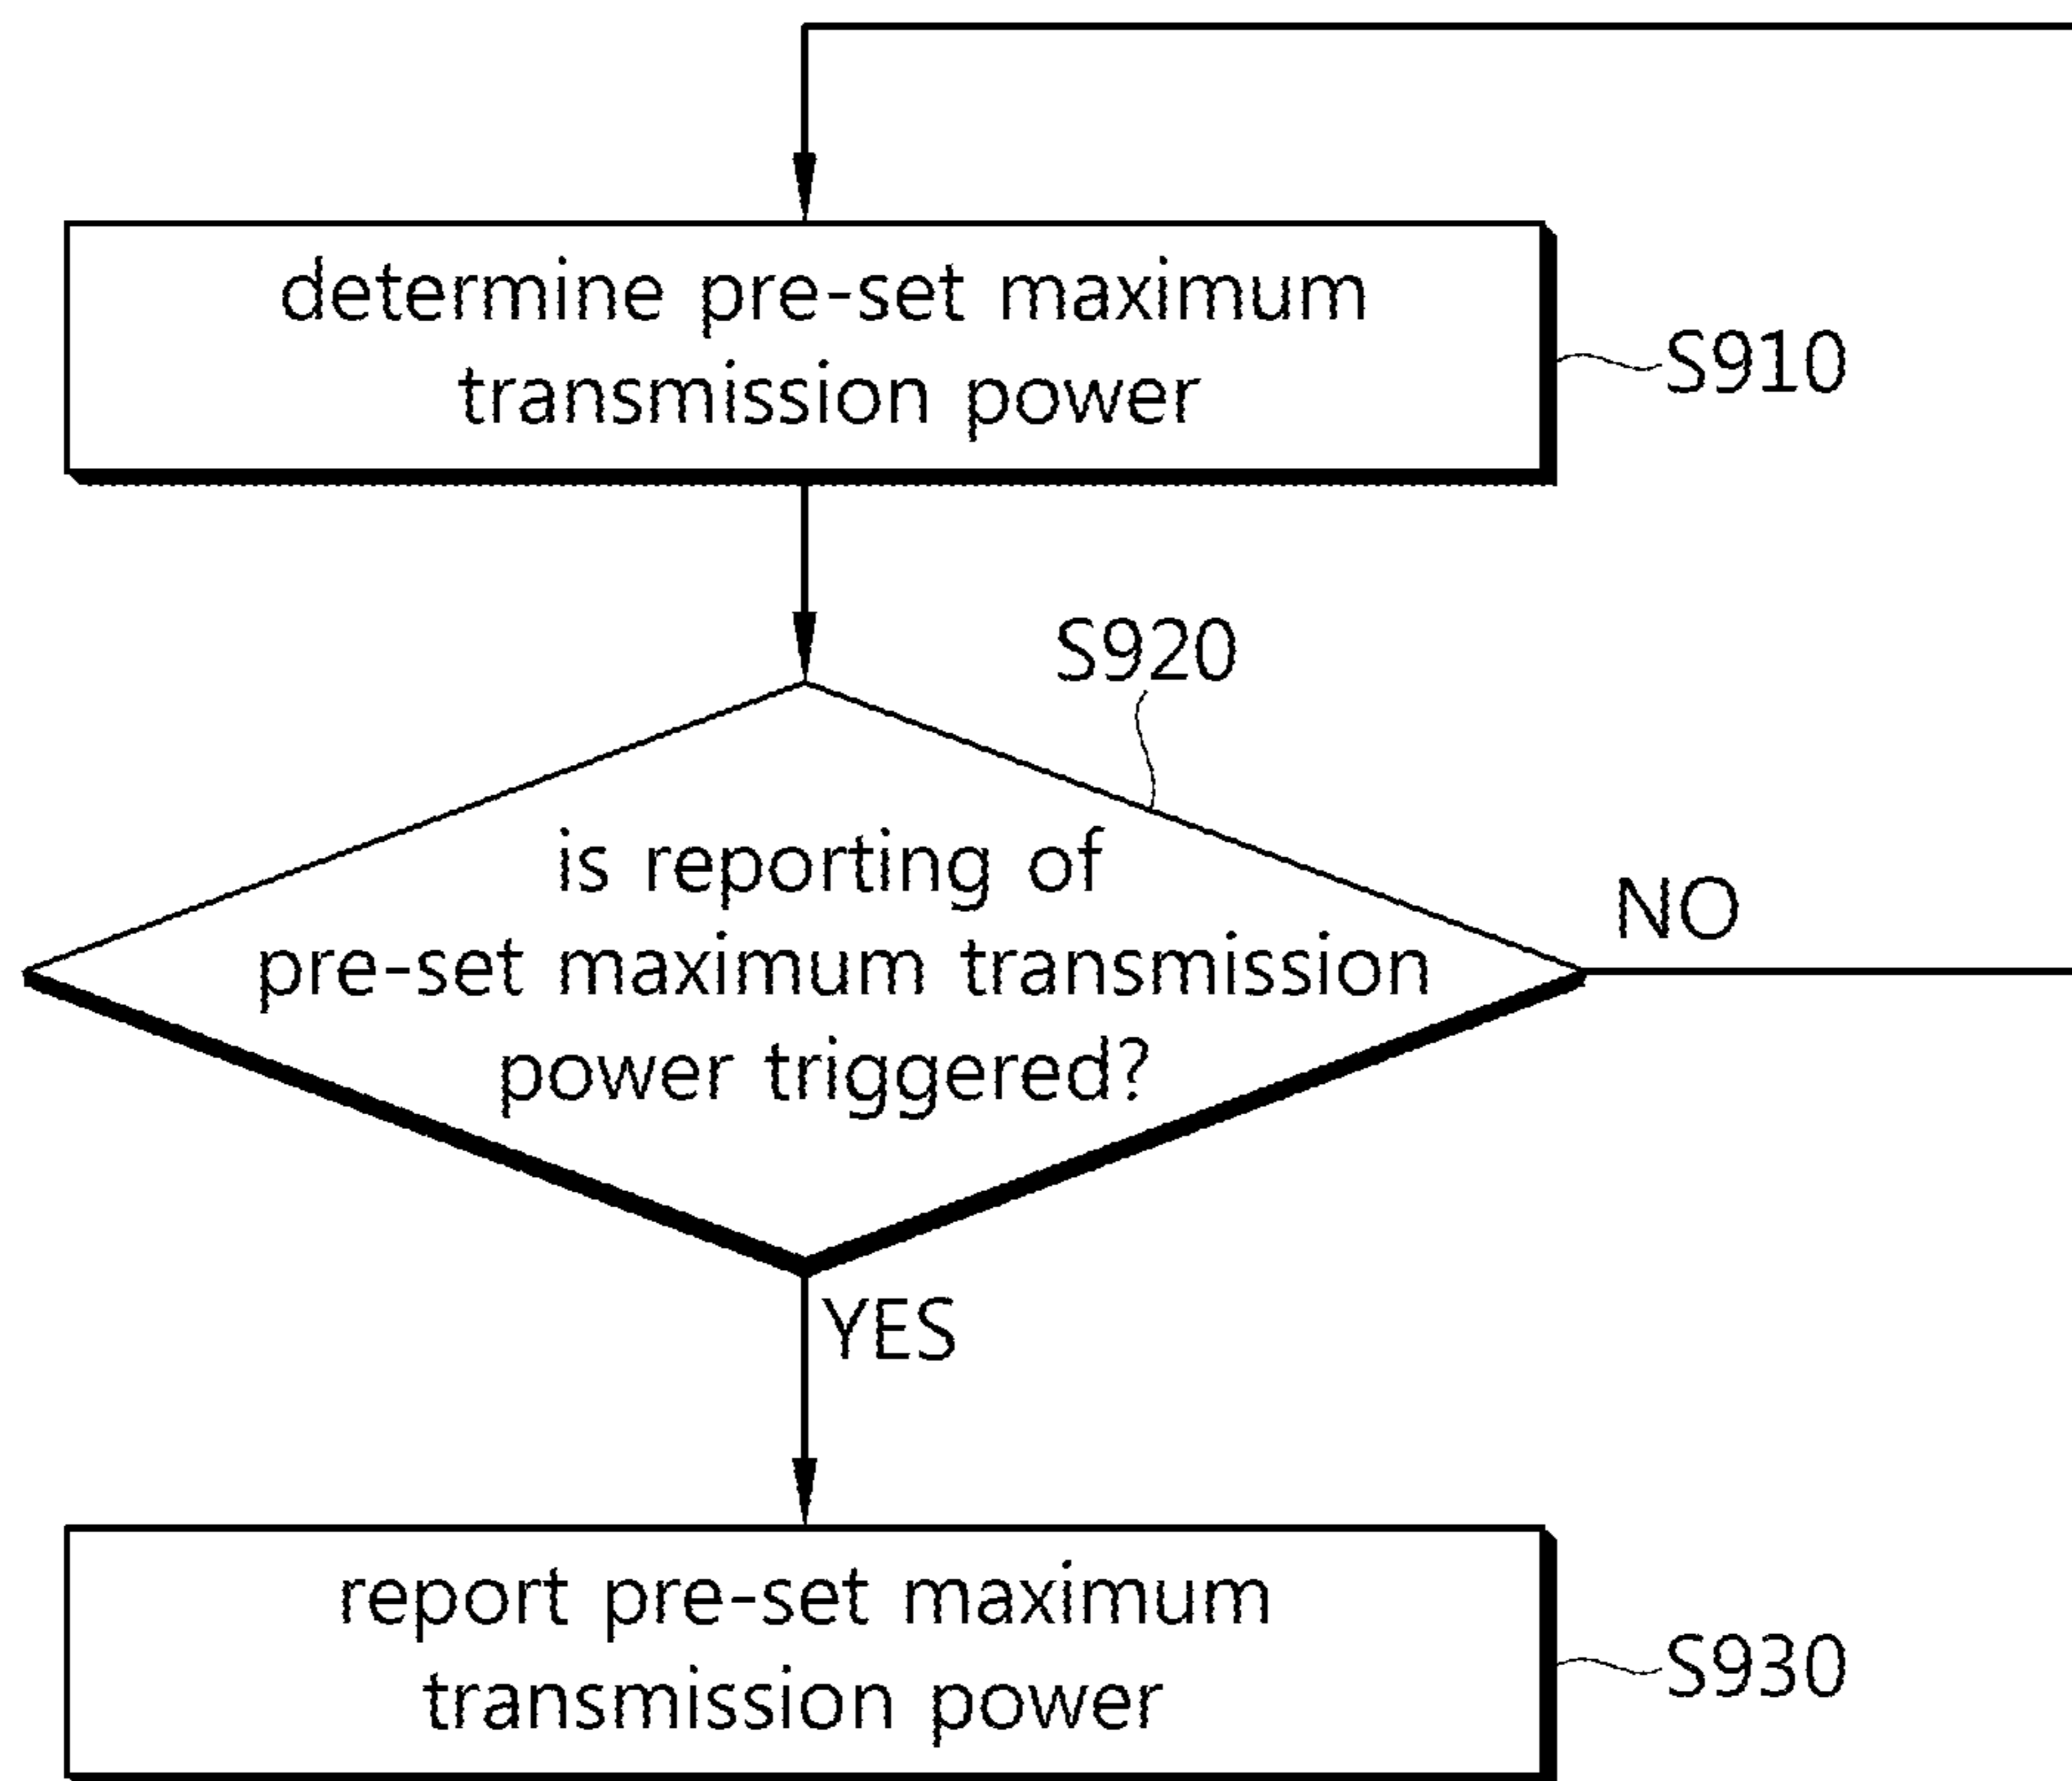 determine pre-set maximum
transmission power
S910
S920
is reporting of
pre-set maximum transmission
power triggered?
NO
YES
report pre-set maximum
transmission power
S930